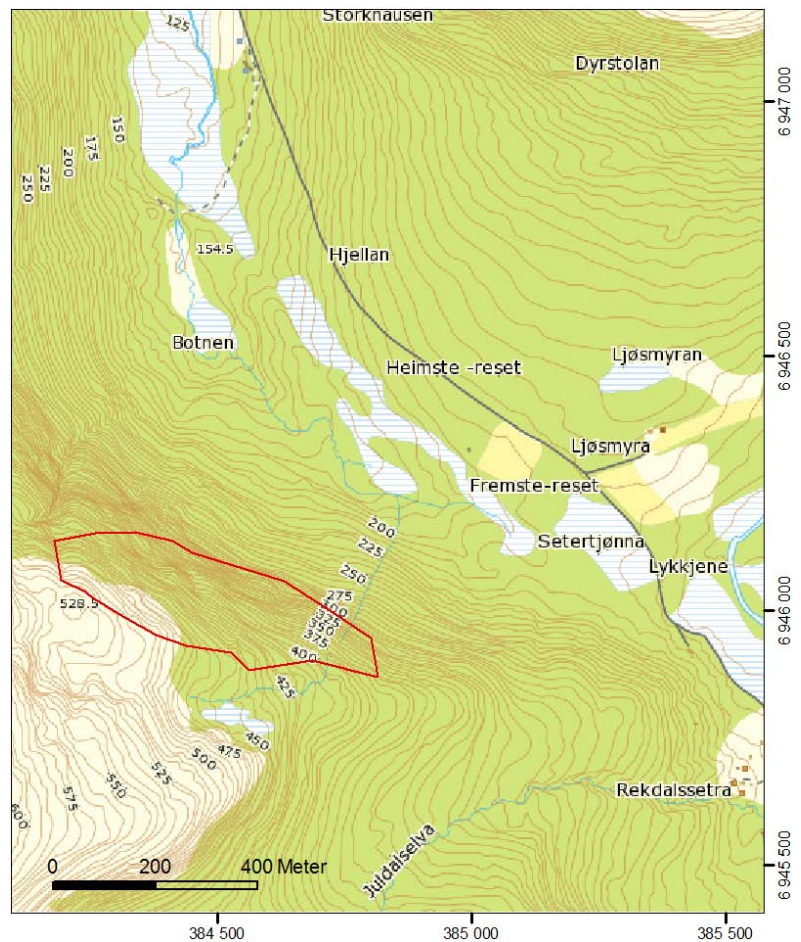 Storknausen
125
Dyrstolan
6 947 000
150
175
200
225
250
154.5
Hjellan
Botnen
Heimste -reset
Ljøsmyran
6 946 500
Ljøsmyra
Fremste-reset
200
225
Setertjønna
250
Lykkjene
275
300
325
350
375
528.5
6 946 000
400
425
450
475
500
525
550
575
600
Rekdalssetra
Juldalselva
0 200 400 Meter
6 945 500
384 500 385 000 385 500